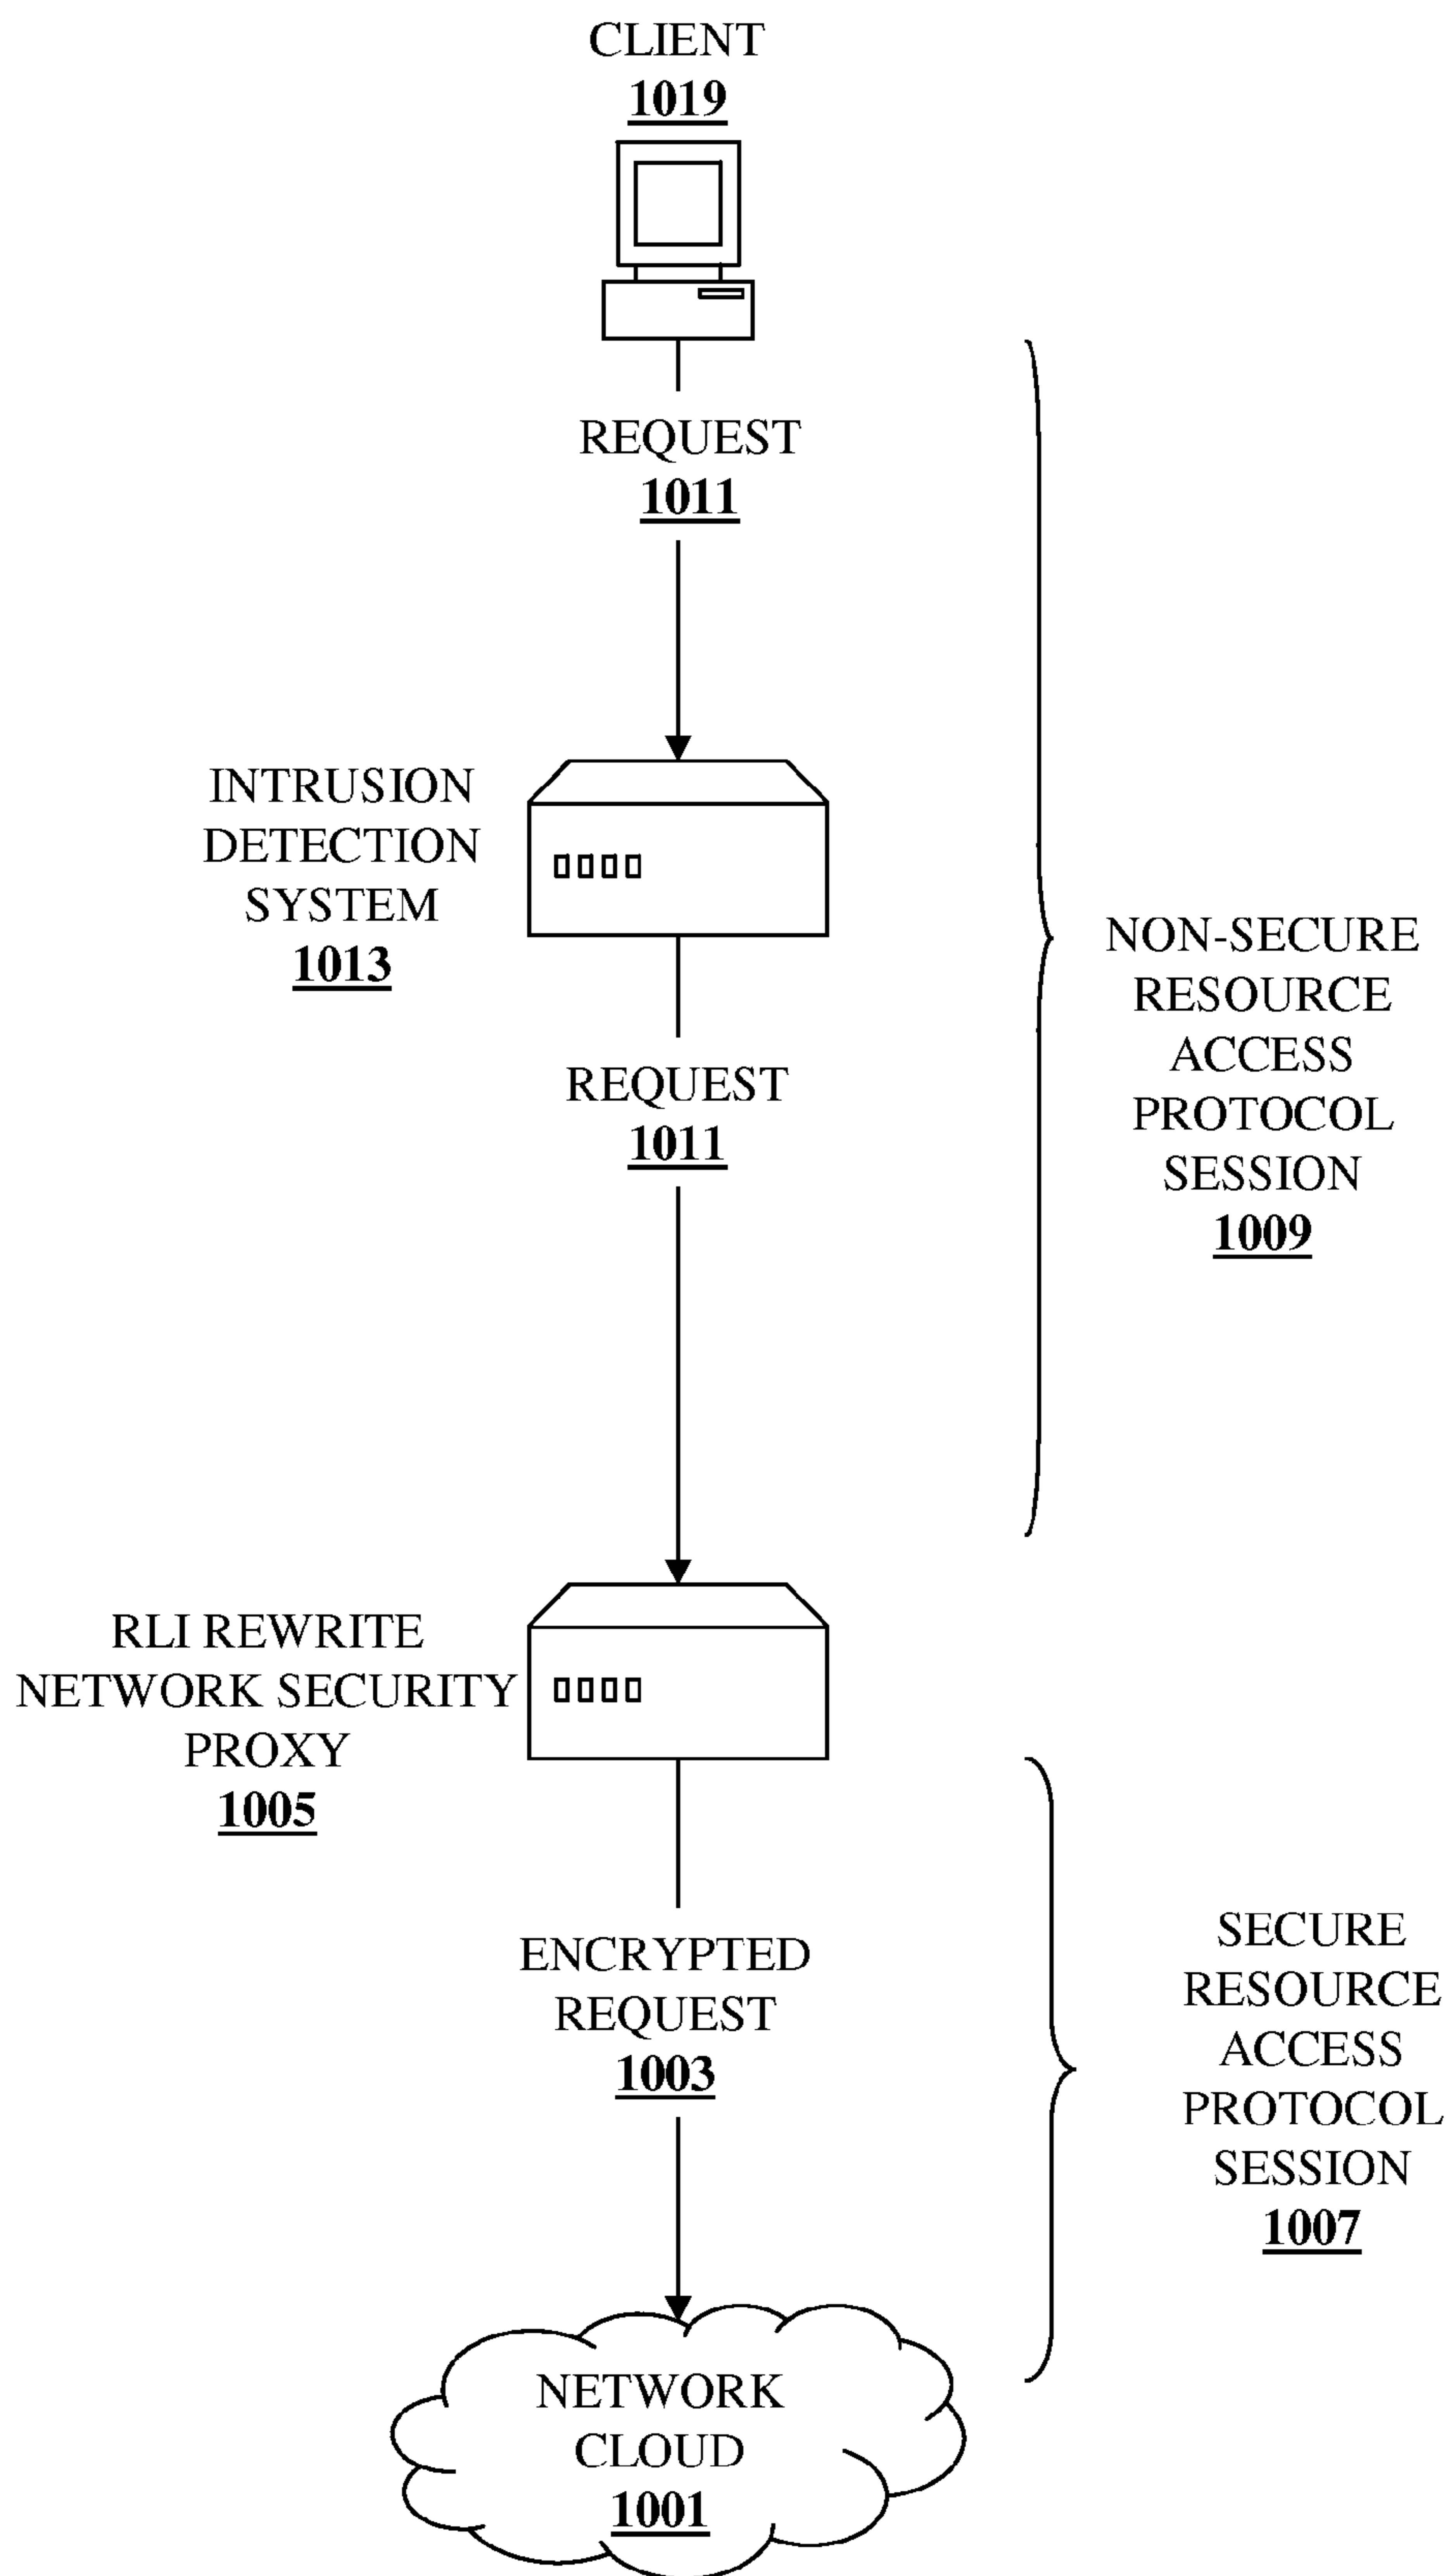 CLIENT
1019
REQUEST
1011
INTRUSION
DETECTION
SYSTEM
1013
NON-SECURE
RESOURCE
ACCESS
PROTOCOL
SESSION
1009
REQUEST
1011
RLI REWRITE
NETWORK SECURITY
PROXY
1005
ENCRYPTED
REQUEST
1003
SECURE
RESOURCE
ACCESS
PROTOCOL
SESSION
1007
NETWORK
CLOUD
1001